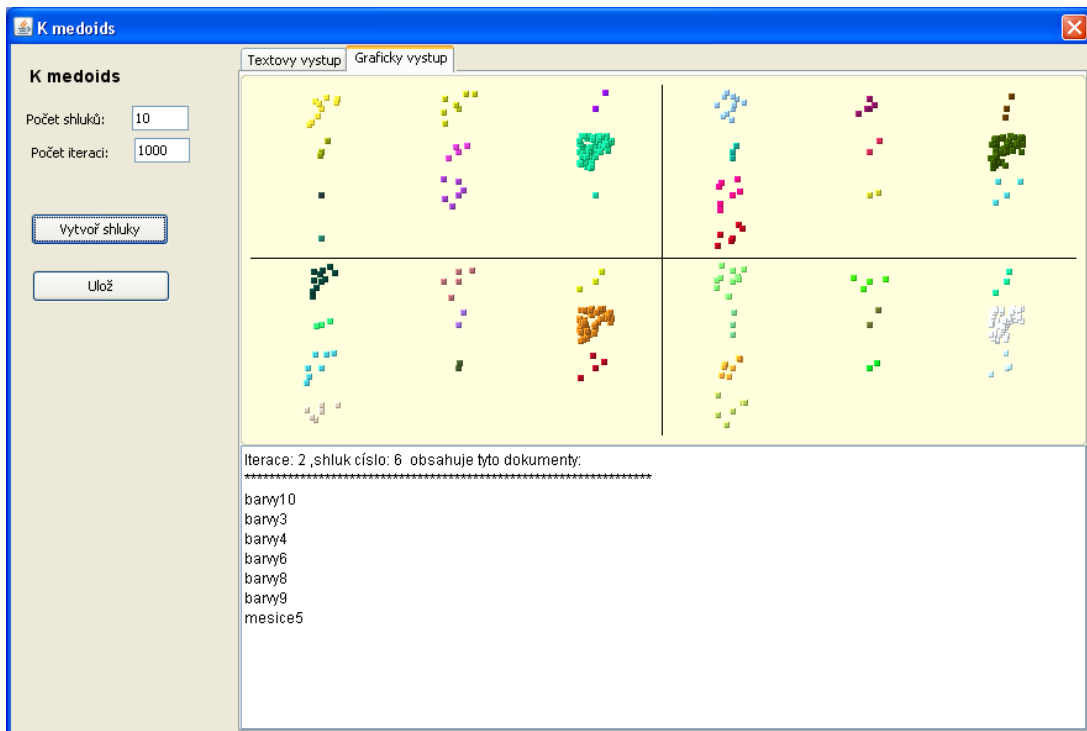 K medoids
K medoids
Počet shluků: 10
Počet iteraci: 1000
Vytvoř shluky
Ulož
Textovy vystup Graficky vystup
Iterace: 2 ,shluk císlo: 6 obsahuje tyto dokumenty:
******************************************************************
barvy10
barvy3
barvy4
barvy6
barvy8
barvy9
mesice5